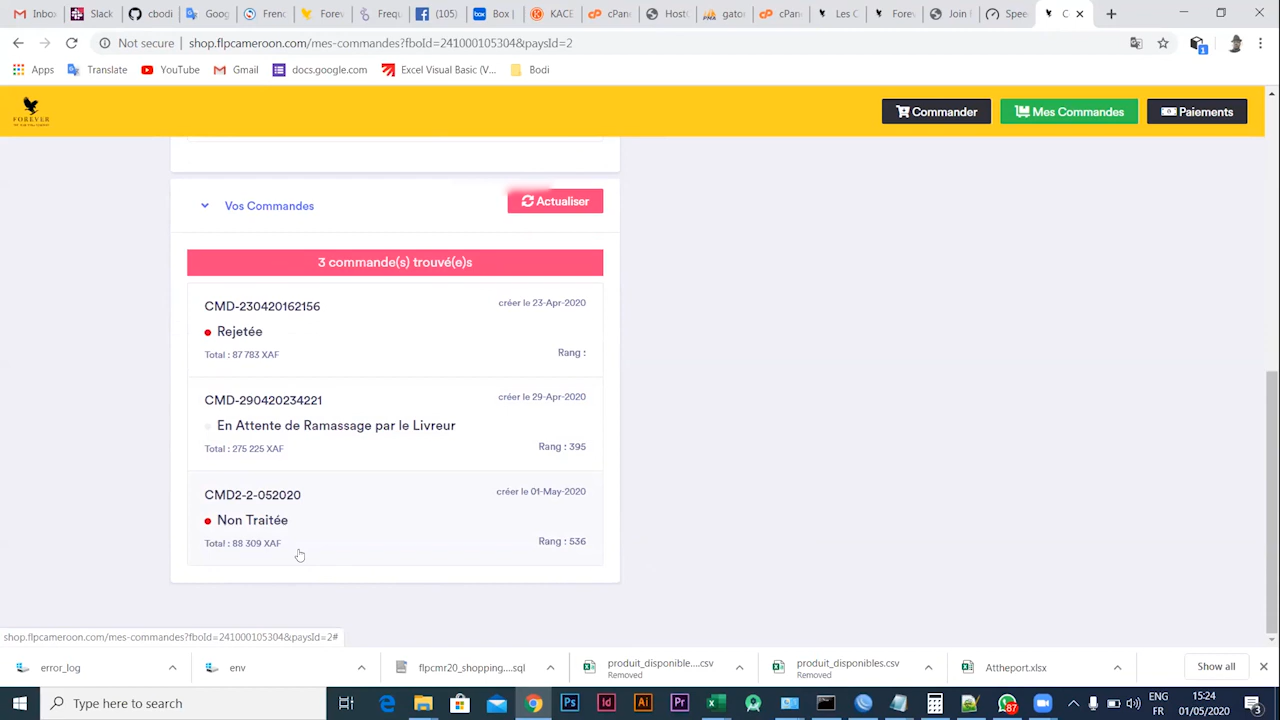 Inbox
cbodi
Goog
Frenc
Forev
Frequ
(105)
Box I
KACE
cPan
Host
gator
cPan
Les C
Forev
Join
Spee
C
Not secure
shop.flpcameroon.com/mes-commandes?fboId=241000105304&paysId=2
Apps
Translate
YouTube
Gmail
docs.google.com
Excel Visual Basic (V...
Bodi
FOREVER
Commander
Mes Commandes
Paiements
Vos Commandes
Actualiser
3 commande(s) trouvé(e)s
CMD-230420162156
créer le 23-Apr-2020
Rejetée
Total : 87 783 XAF
Rang :
CMD-290420234221
créer le 29-Apr-2020
En Attente de Ramassage par le Livreur
Total : 275 225 XAF
Rang : 395
CMD2-2-052020
créer le 01-May-2020
Non Traitée
Total : 88 309 XAF
Rang : 536
shop.flpcameroon.com/mes-commandes?fboId=241000105304&paysId=2#
error_log
env
flpcmr20_shopping....sql
produit_disponible....csv
Removed
produit_disponibles.csv
Removed
Attheport.xlsx
Show all
Type here to search
87
ENG
FR
15:24
01/05/2020
3